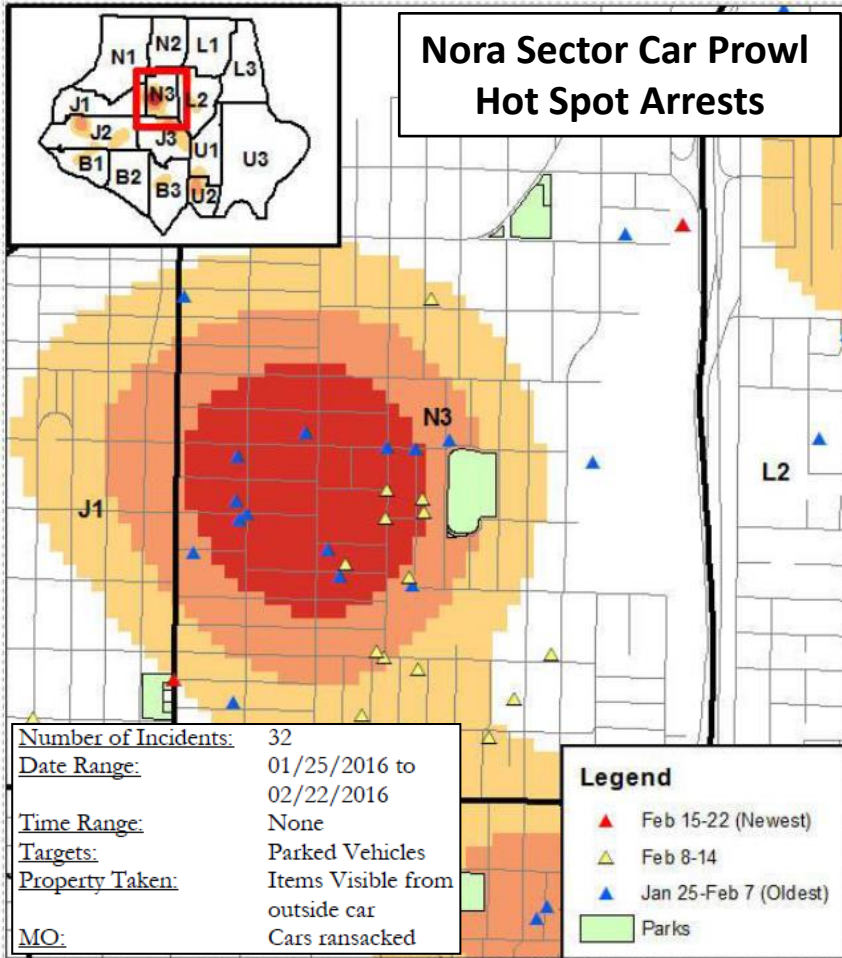 Nora Sector Car Prowl
Hot Spot Arrests
N1
N2
L1
L3
N3
L2
J1
J2
J3
U1
U3
B1
B2
B3
U2
N3
J1
L2
Number of Incidents: 32
Date Range: 01/25/2016 to
02/22/2016
Time Range: None
Targets: Parked Vehicles
Property Taken: Items Visible from
outside car
MO: Cars ransacked
Legend
Feb 15-22 (Newest)
Feb 8-14
Jan 25-Feb 7 (Oldest)
Parks